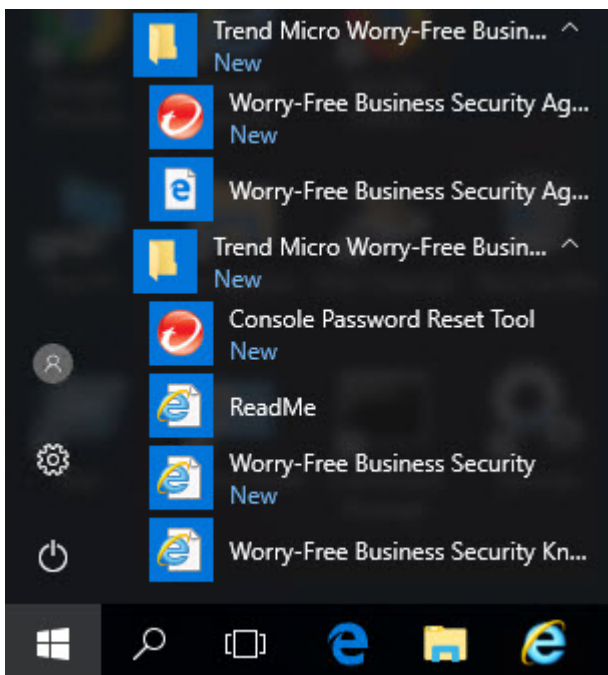 Trend Micro Worry-Free Busin...
New
Worry-Free Business Security Ag...
New
Worry-Free Business Security Ag...
Trend Micro Worry-Free Busin...
New
Console Password Reset Tool
New
ReadMe
Worry-Free Business Security
New
Worry-Free Business Security Kn...